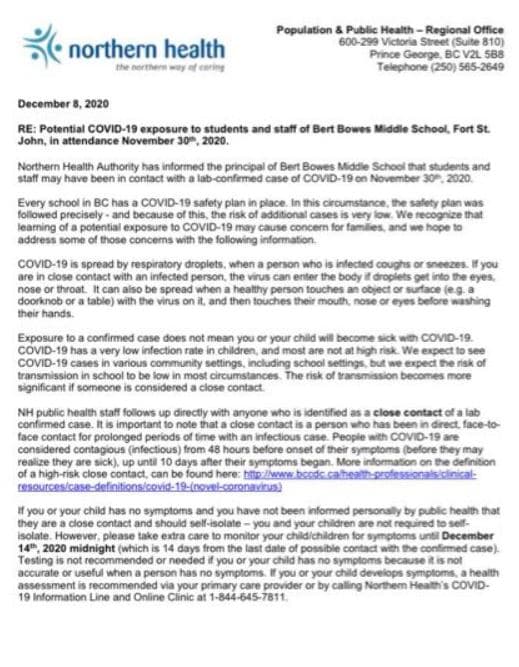 northern health
the northern way of caring
Population & Public Health – Regional Office
600-299 Victoria Street (Suite 810)
Prince George, BC V2L 5B8
Telephone (250) 565-2649
December 8, 2020
RE: Potential COVID-19 exposure to students and staff of Bert Bowes Middle School, Fort St.
John, in attendance November 30th, 2020.
Northern Health Authority has informed the principal of Bert Bowes Middle School that students and
staff may have been in contact with a lab-confirmed case of COVID-19 on November 30th, 2020.
Every school in BC has a COVID-19 safety plan in place. In this circumstance, the safety plan was
followed precisely - and because of this, the risk of additional cases is very low. We recognize that
learning of a potential exposure to COVID-19 may cause concern for families, and we hope to
address some of those concerns with the following information.
COVID-19 is spread by respiratory droplets, when a person who is infected coughs or sneezes. If you
are in close contact with an infected person, the virus can enter the body if droplets get into the eyes,
nose or throat. It can also be spread when a healthy person touches an object or surface (e.g. a
doorknob or a table) with the virus on it, and then touches their mouth, nose or eyes before washing
their hands.
Exposure to a confirmed case does not mean you or your child will become sick with COVID-19.
COVID-19 has a very low infection rate in children, and most are not at high risk. We expect to see
COVID-19 cases in various community settings, including school settings, but we expect the risk of
transmission in school to be low in most circumstances. The risk of transmission becomes more
significant if someone is considered a close contact.
NH public health staff follows up directly with anyone who is identified as a close contact of a lab
confirmed case. It is important to note that a close contact is a person who has been in direct, face-to-
face contact for prolonged periods of time with an infectious case. People with COVID-19 are
considered contagious (infectious) from 48 hours before onset of their symptoms (before they may
realize they are sick), up until 10 days after their symptoms began. More information on the definition
of a high-risk close contact, can be found here: http://www.bccdc.ca/health-professionals/clinical-
resources/case-definitions/covid-19-(novel-coronavirus)
If you or your child has no symptoms and you have not been informed personally by public health that
they are a close contact and should self-isolate – you and your children are not required to self-
isolate. However, please take extra care to monitor your child/children for symptoms until December
14th, 2020 midnight (which is 14 days from the last date of possible contact with the confirmed case).
Testing is not recommended or needed if you or your child has no symptoms because it is not
accurate or useful when a person has no symptoms. If you or your child develops symptoms, a health
assessment is recommended via your primary care provider or by calling Northern Health's COVID-
19 Information Line and Online Clinic at 1-844-645-7811.